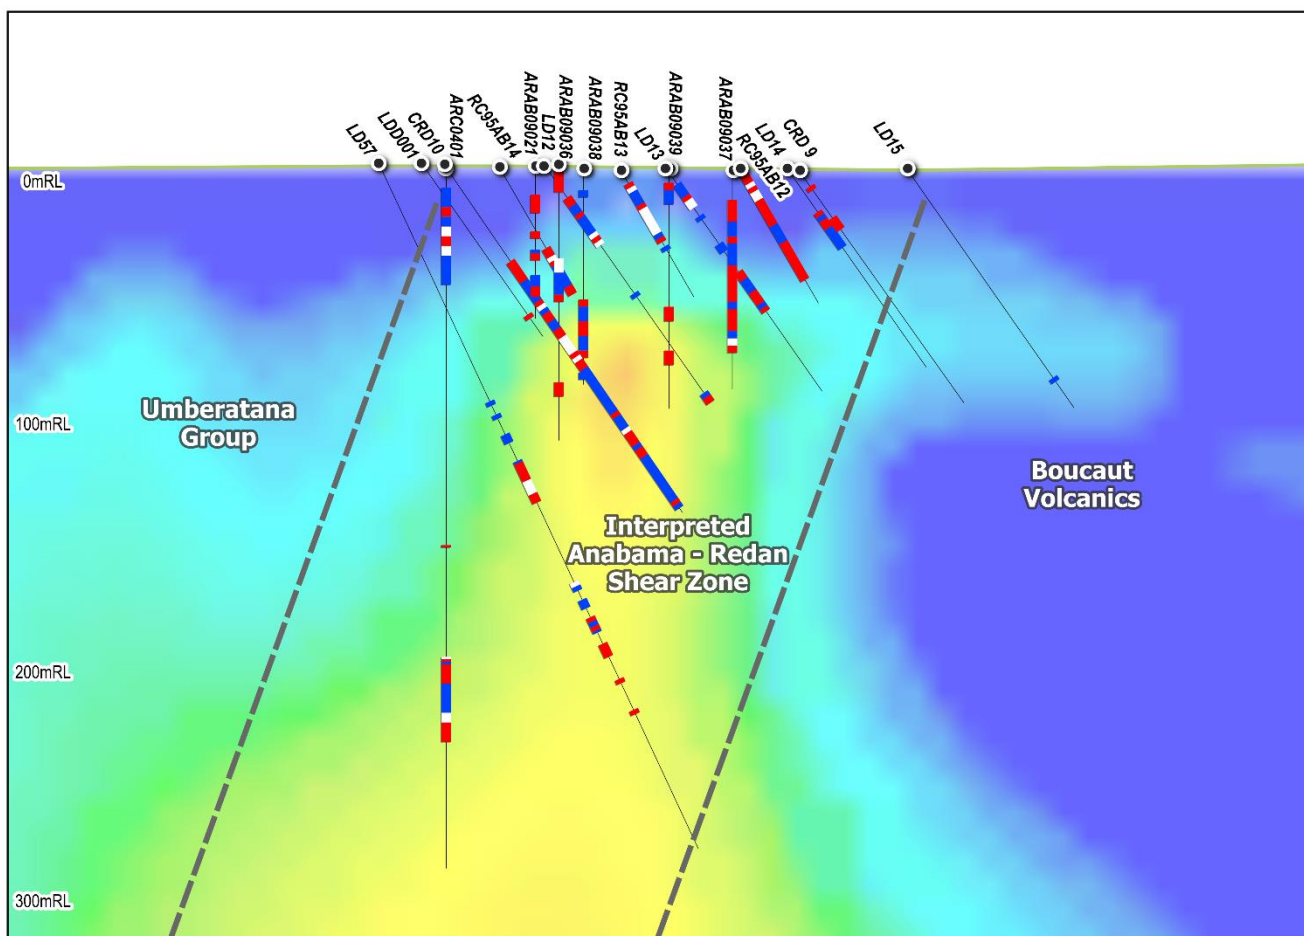 LD57
LDD001
CRD10
ARC0401
RC95AB14
ARAB09021
LD12
ARAB09036
ARAB09038
RC95AB13
LD13
ARAB09039
ARAB09037
RC95AB12
LD14
CRD 9
LD15
0mRL
100mRL
Umberatana
Group
Boucaut
Volcanics
Interpreted
Anabama - Redan
Shear Zone
200mRL
300mRL